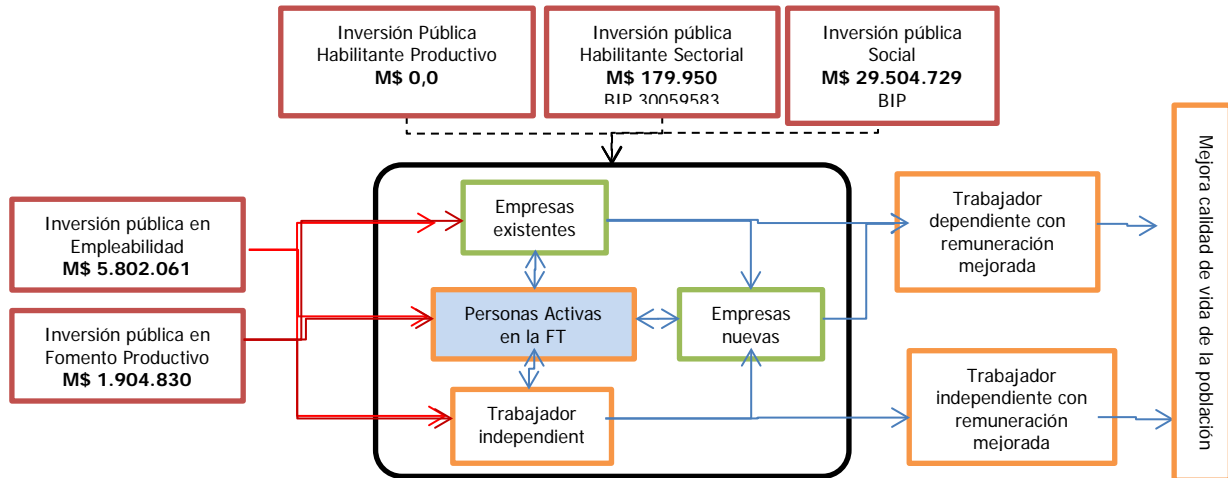 Inversión Pública
Habilitante Productivo
M$ 0,0
Inversión pública
Habilitante Sectorial
M$ 179.950
BIP 30059583
Inversión pública
Social
M$ 29.504.729
BIP
Inversión pública en
Empleabilidad
M$ 5.802.061
Inversión pública en
Fomento Productivo
M$ 1.904.830
Empresas
existentes
Personas Activas
en la FT
Empresas
nuevas
Trabajador
independient
Trabajador
dependiente con
remuneración
mejorada
Trabajador
independiente con
remuneración
mejorada
Mejora calidad de vida de la población